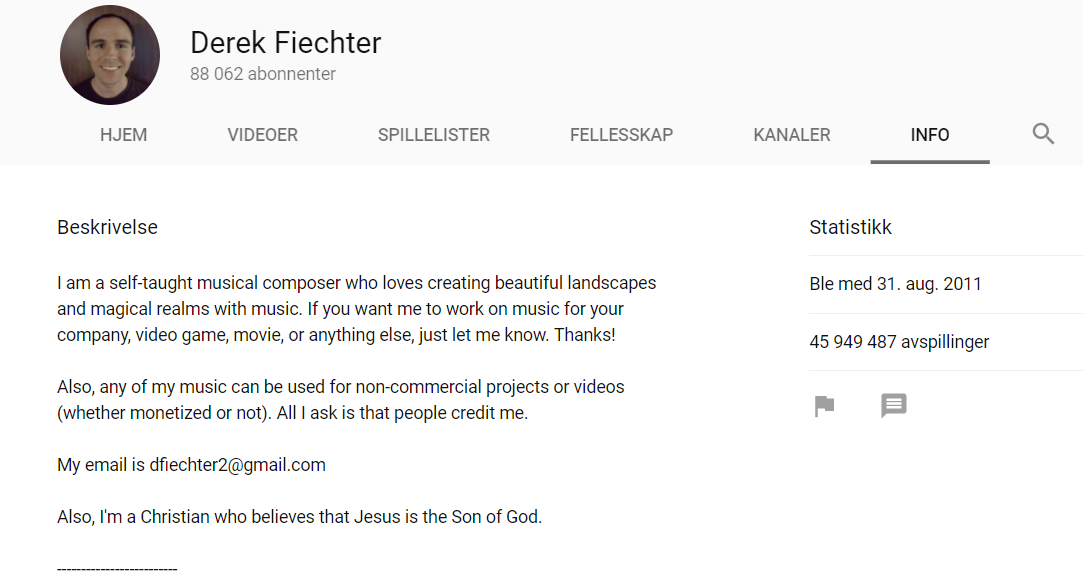 Derek Fiechter
88 062 abonnenter
HJEM VIDEOER SPILLELISTER FELLESSKAP KANALER INFO
Beskrivelse
I am a self-taught musical composer who loves creating beautiful landscapes
and magical realms with music. If you want me to work on music for your
company, video game, movie, or anything else, just let me know. Thanks!
Also, any of my music can be used for non-commercial projects or videos
(whether monetized or not). All I ask is that people credit me.
My email is dfiechter2@gmail.com
Also, I'm a Christian who believes that Jesus is the Son of God.
-------------------------
Statistikk
Ble med 31. aug. 2011
45 949 487 avspillinger